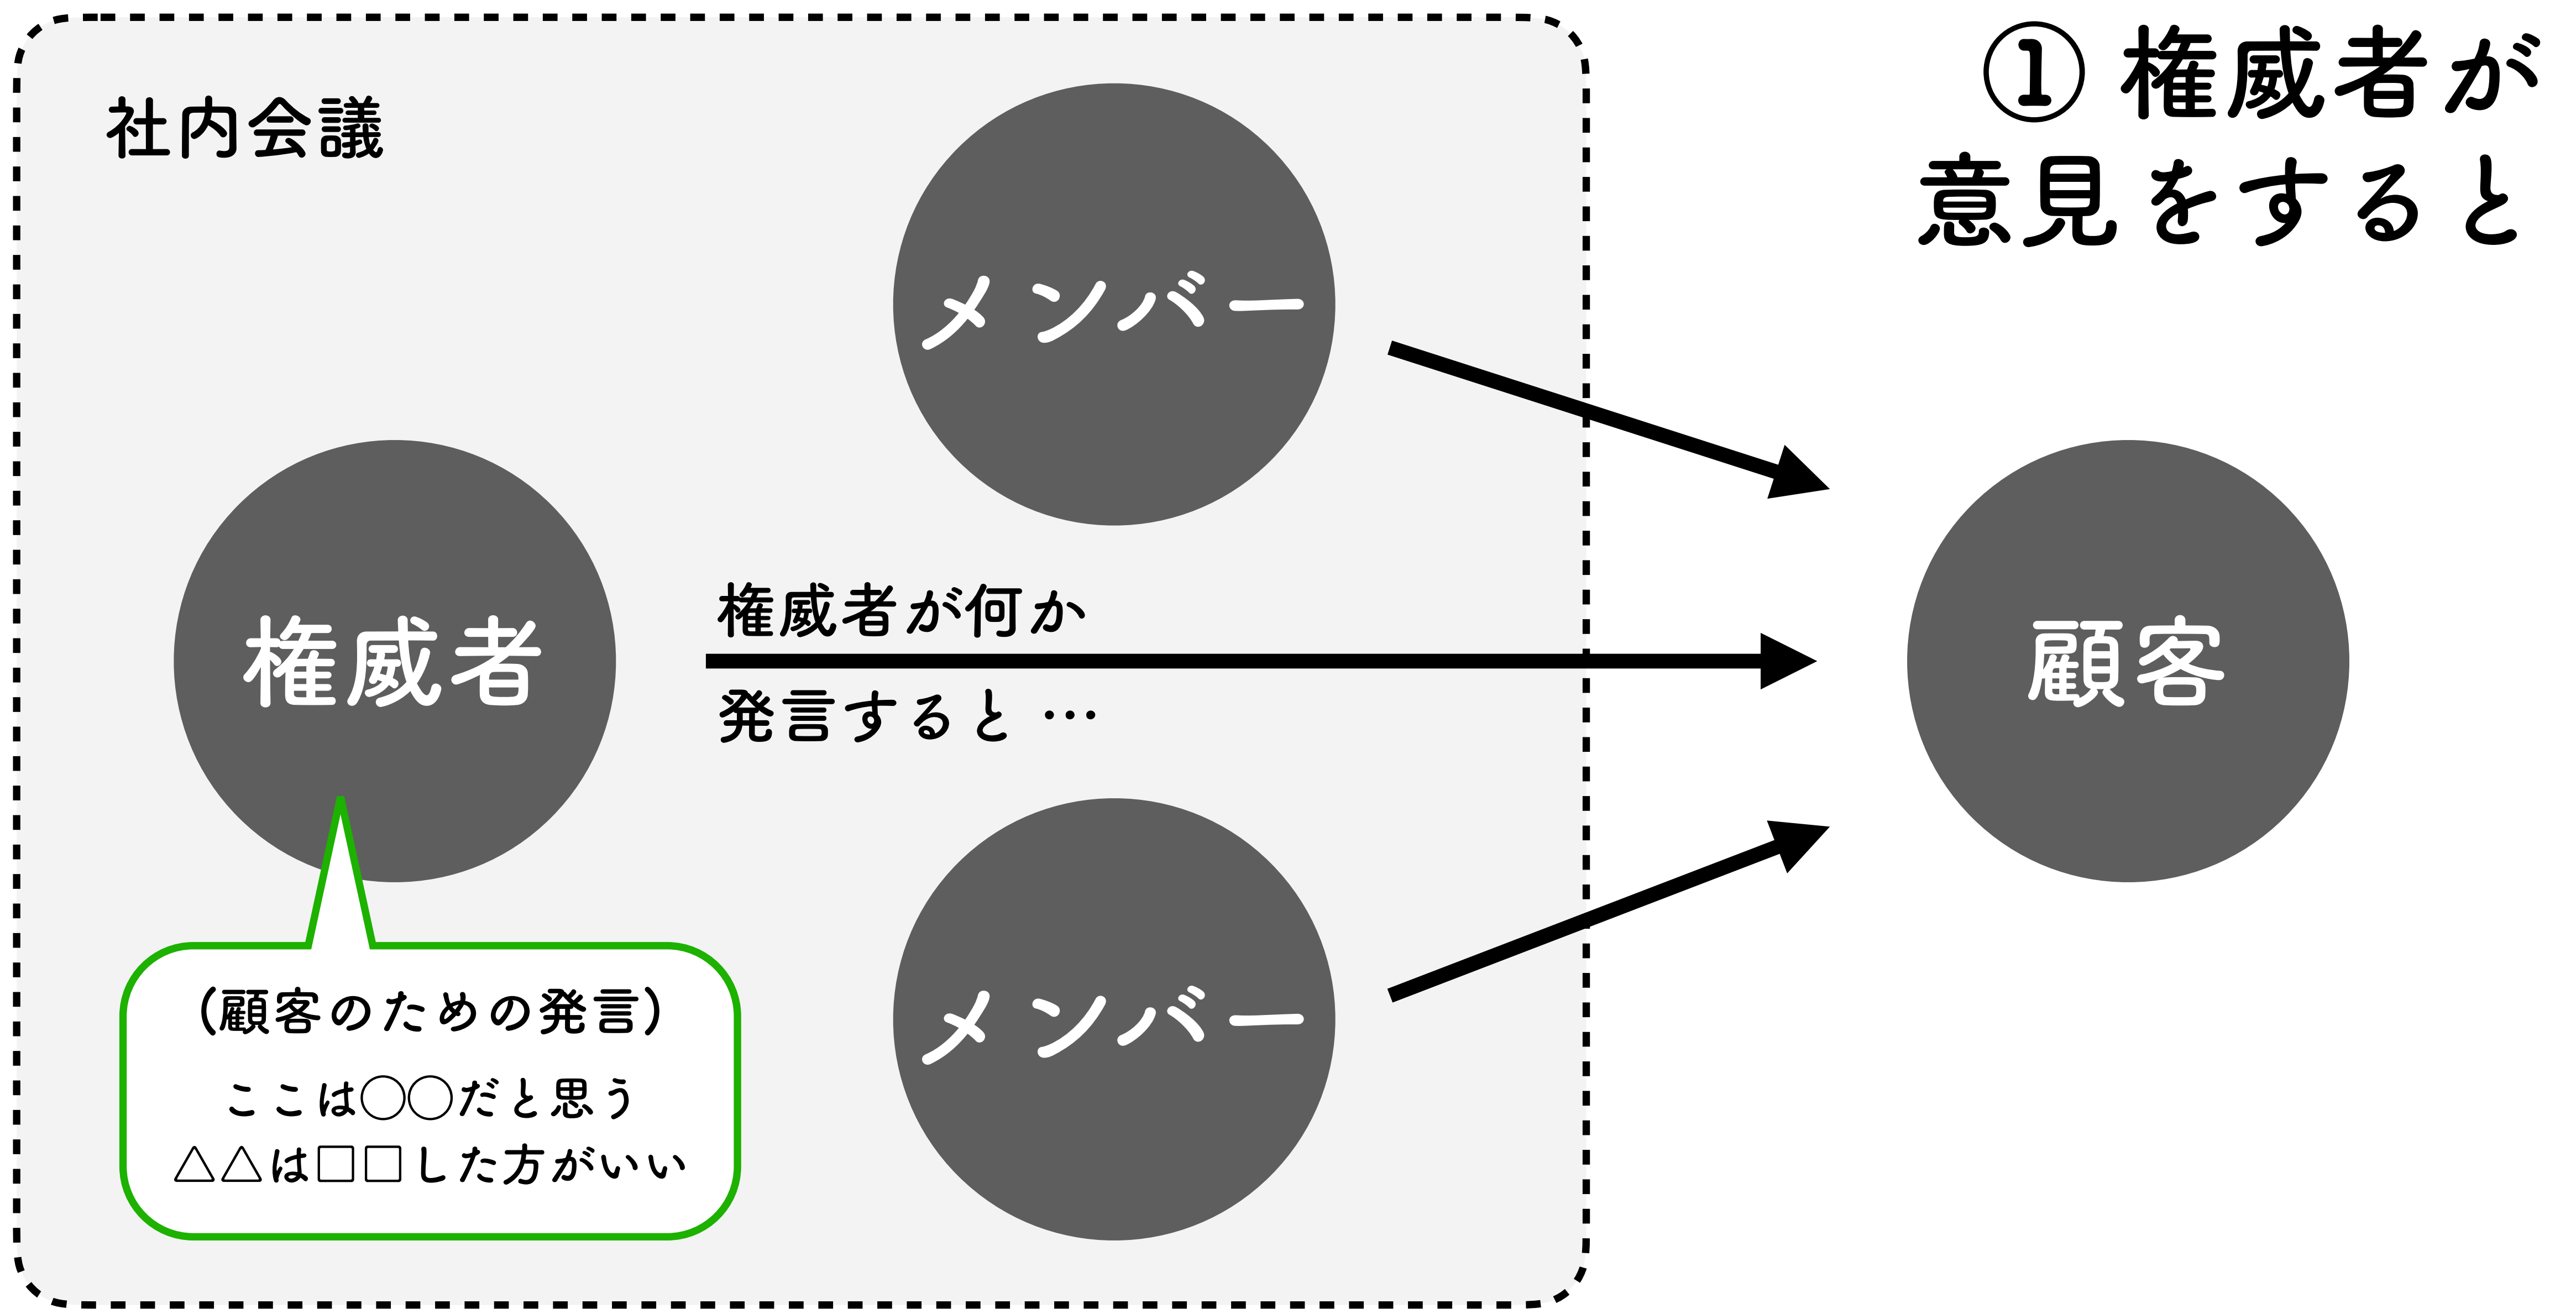 ① 権威者が
意見をすると
社内会議
メンバー
権威者
権威者が何か
発言すると …
顧客
メンバー
(顧客のための発言)
ここは◯◯だと思う
△△は□□した方がいい